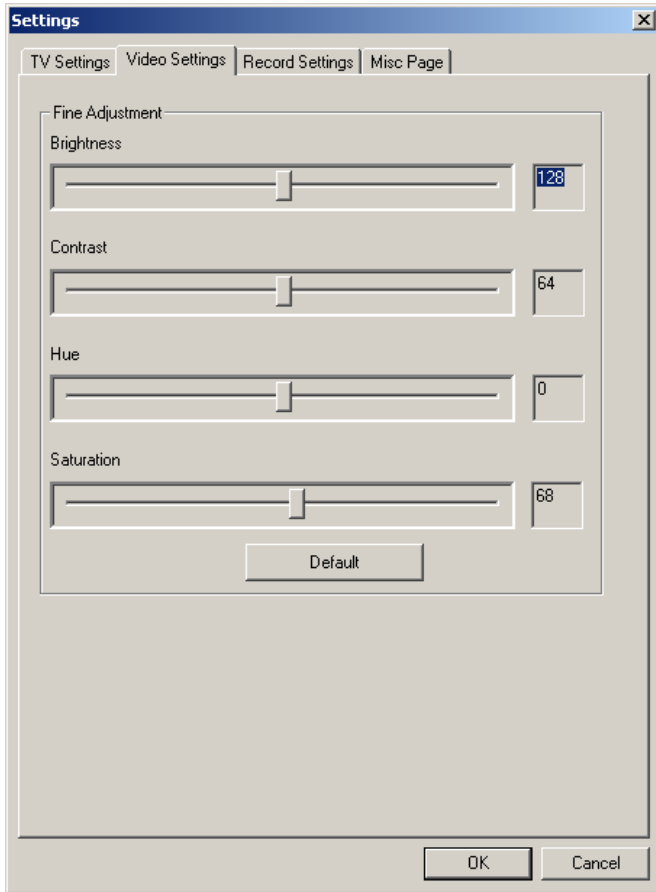 Settings
TV Settings Video Settings Record Settings Misc Page
Fine Adjustment
Brightness
128
Contrast
64
Hue
0
Saturation
68
Default
OK Cancel